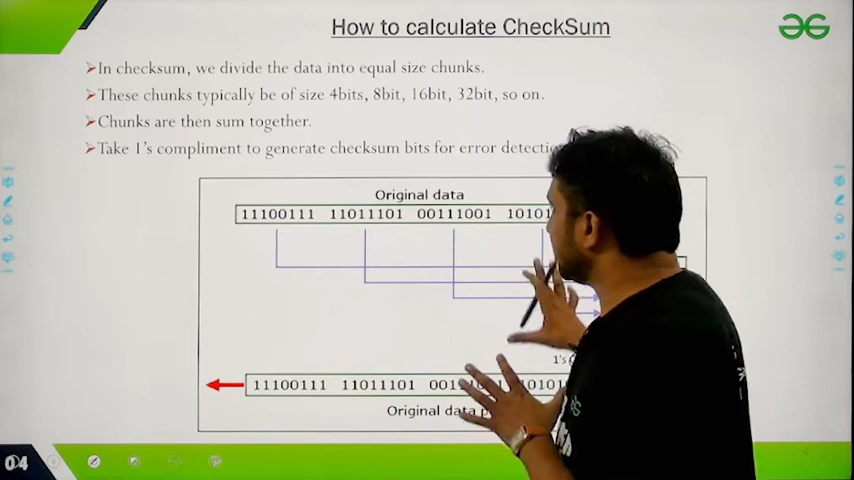 How to calculate CheckSum
➢In checksum, we divide the data into equal size chunks.
➢These chunks typically be of size 4bits, 8bit, 16bit, 32bit, so on.
➢Chunks are then sum together.
➢Take 1's compliment to generate checksum bits for error detectio
Original data
11100111 11011101 00111001 10101
1's
11100111 11011101 001
Original data
04